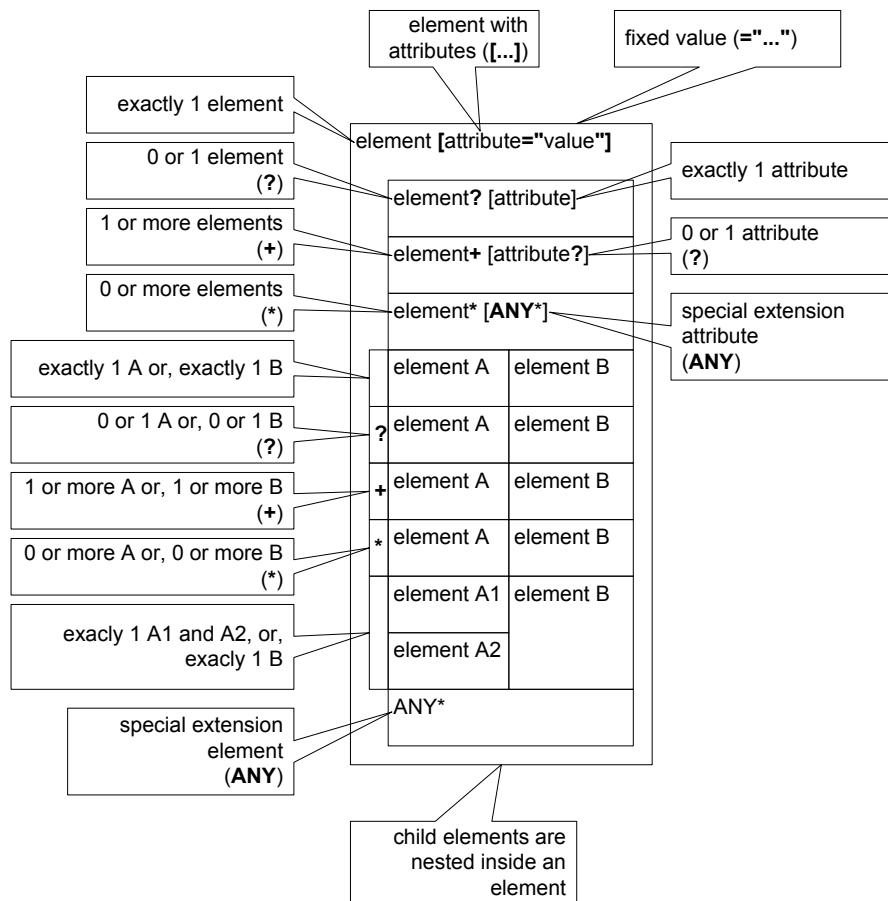 element with
attributes ([...])
fixed value (="...")
exactly 1 element
element [attribute="value"]
0 or 1 element
(?)
element? [attribute]
exactly 1 attribute
1 or more elements
(+)
element+ [attribute?]
0 or 1 attribute
(?)
0 or more elements
(*)
element* [ANY*]
special extension
attribute
(ANY)
exactly 1 A or, exactly 1 B
element A
element B
0 or 1 A or, 0 or 1 B
(?)
?
element A
element B
1 or more A or, 1 or more B
(+)
+
element A
element B
0 or more A or, 0 or more B
(*)
*
element A
element B
exacly 1 A1 and A2, or,
exacly 1 B
element A1
element B
element A2
special extension
element
(ANY)
ANY*
child elements are
nested inside an
element